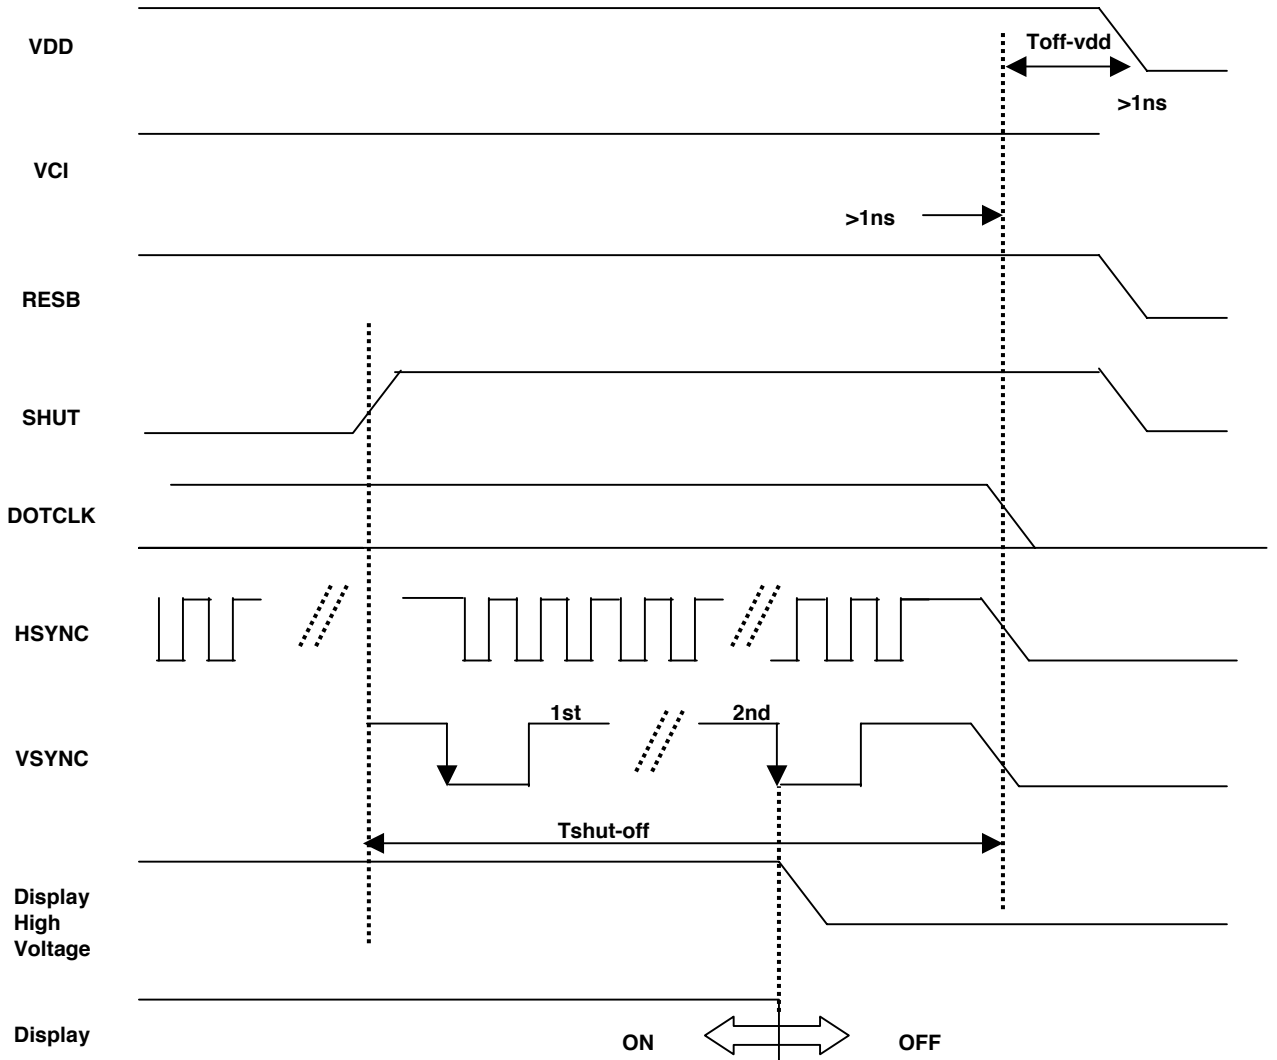 VDD
Toff-vdd
>1ns
VCI
>1ns
RESB
SHUT
DOTCLK
HSYNC
VSYNC
1st
2nd
Tshut-off
Display
High
Voltage
Display
ON
OFF